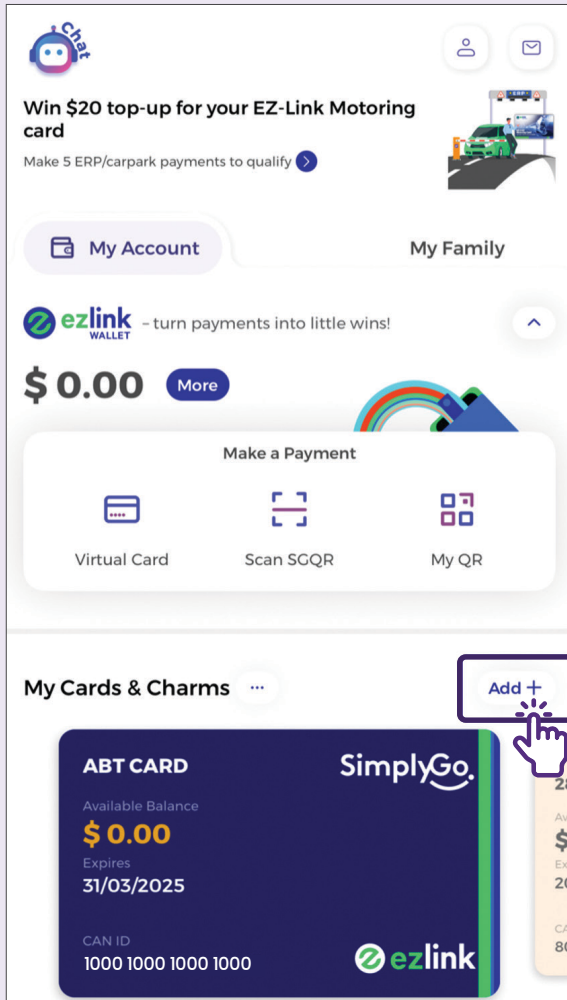 Chat
Win $20 top-up for your EZ-Link Motoring
card
Make 5 ERP/carpark payments to qualify
ERP
My Account
My Family
ezlink
WALLET
– turn payments into little wins!
$ 0.00
More
Make a Payment
Virtual Card
Scan SGQR
My QR
My Cards & Charms
...
Add +
ABT CARD
SimplyGo.
Available Balance
$ 0.00
Expires
31/03/2025
CAN ID
1000 1000 1000 1000
ezlink
$